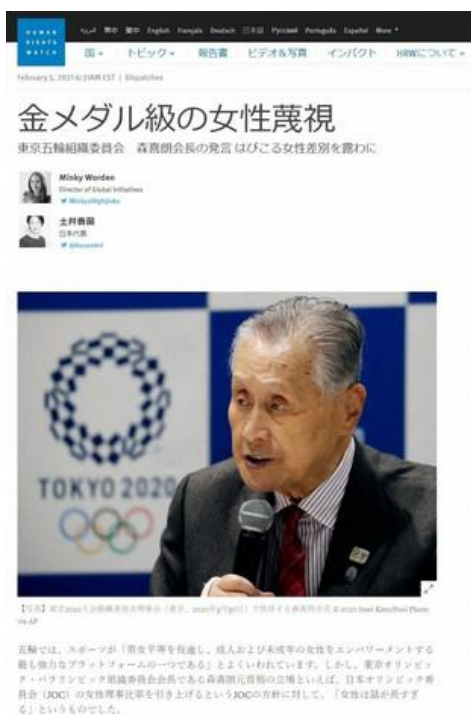 HUMAN RIGHTS WATCH
العربية 简中 繁中 English Français Deutsch 日本語 Русский Português Español More
国 トピック 報告書 ビデオ&写真 インパクト HRWについて
February 5, 2021 6:31AM EST | Dispatches
金メダル級の女性蔑視
東京五輪組織委員会 森喜朗会長の発言 はびこる女性差別を露わに
Minky Worden
Director of Global Initiatives
土井香苗
日本代表
TOKYO 2020
via AP
五輪では、スポーツが「男女平等を促進し、成人および未成年の女性をエンパワーメントする
最も強力なプラットフォームの一つである」とよくいわれています。しかし、東京オリンピッ
ク・パラリンピック組織委員会会長である森喜朗元首相の立場といえば、日本オリンピック委
員会(JOC)の女性理事比率を引き上げるというJOCの方針に対して、「女性は話が長すぎ
る」というものでした。